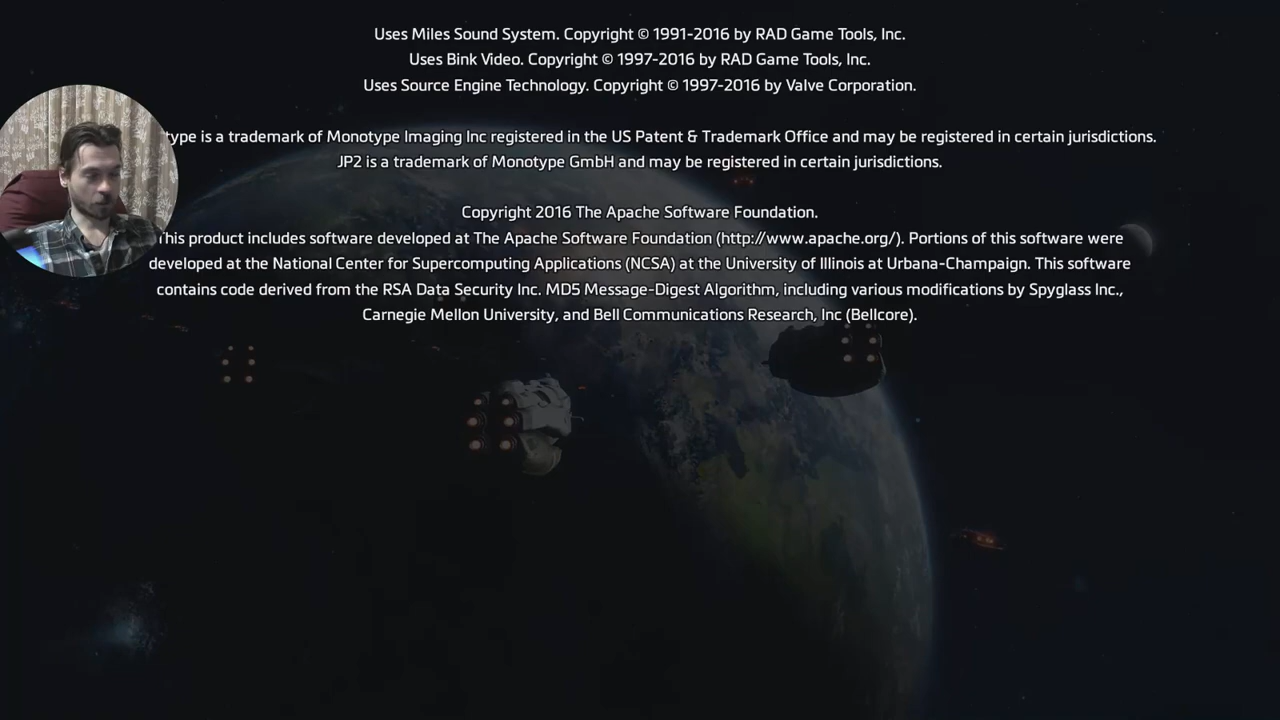 Uses Miles Sound System. Copyright © 1991-2016 by RAD Game Tools, Inc.
Uses Bink Video. Copyright © 1997-2016 by RAD Game Tools, Inc.
Uses Source Engine Technology. Copyright © 1997-2016 by Valve Corporation.
type is a trademark of Monotype Imaging Inc registered in the US Patent & Trademark Office and may be registered in certain jurisdictions.
JP2 is a trademark of Monotype GmbH and may be registered in certain jurisdictions.
Copyright 2016 The Apache Software Foundation.
This product includes software developed at The Apache Software Foundation (http://www.apache.org/). Portions of this software were
developed at the National Center for Supercomputing Applications (NCSA) at the University of Illinois at Urbana-Champaign. This software
contains code derived from the RSA Data Security Inc. MD5 Message-Digest Algorithm, including various modifications by Spyglass Inc.,
Carnegie Mellon University, and Bell Communications Research, Inc (Bellcore).